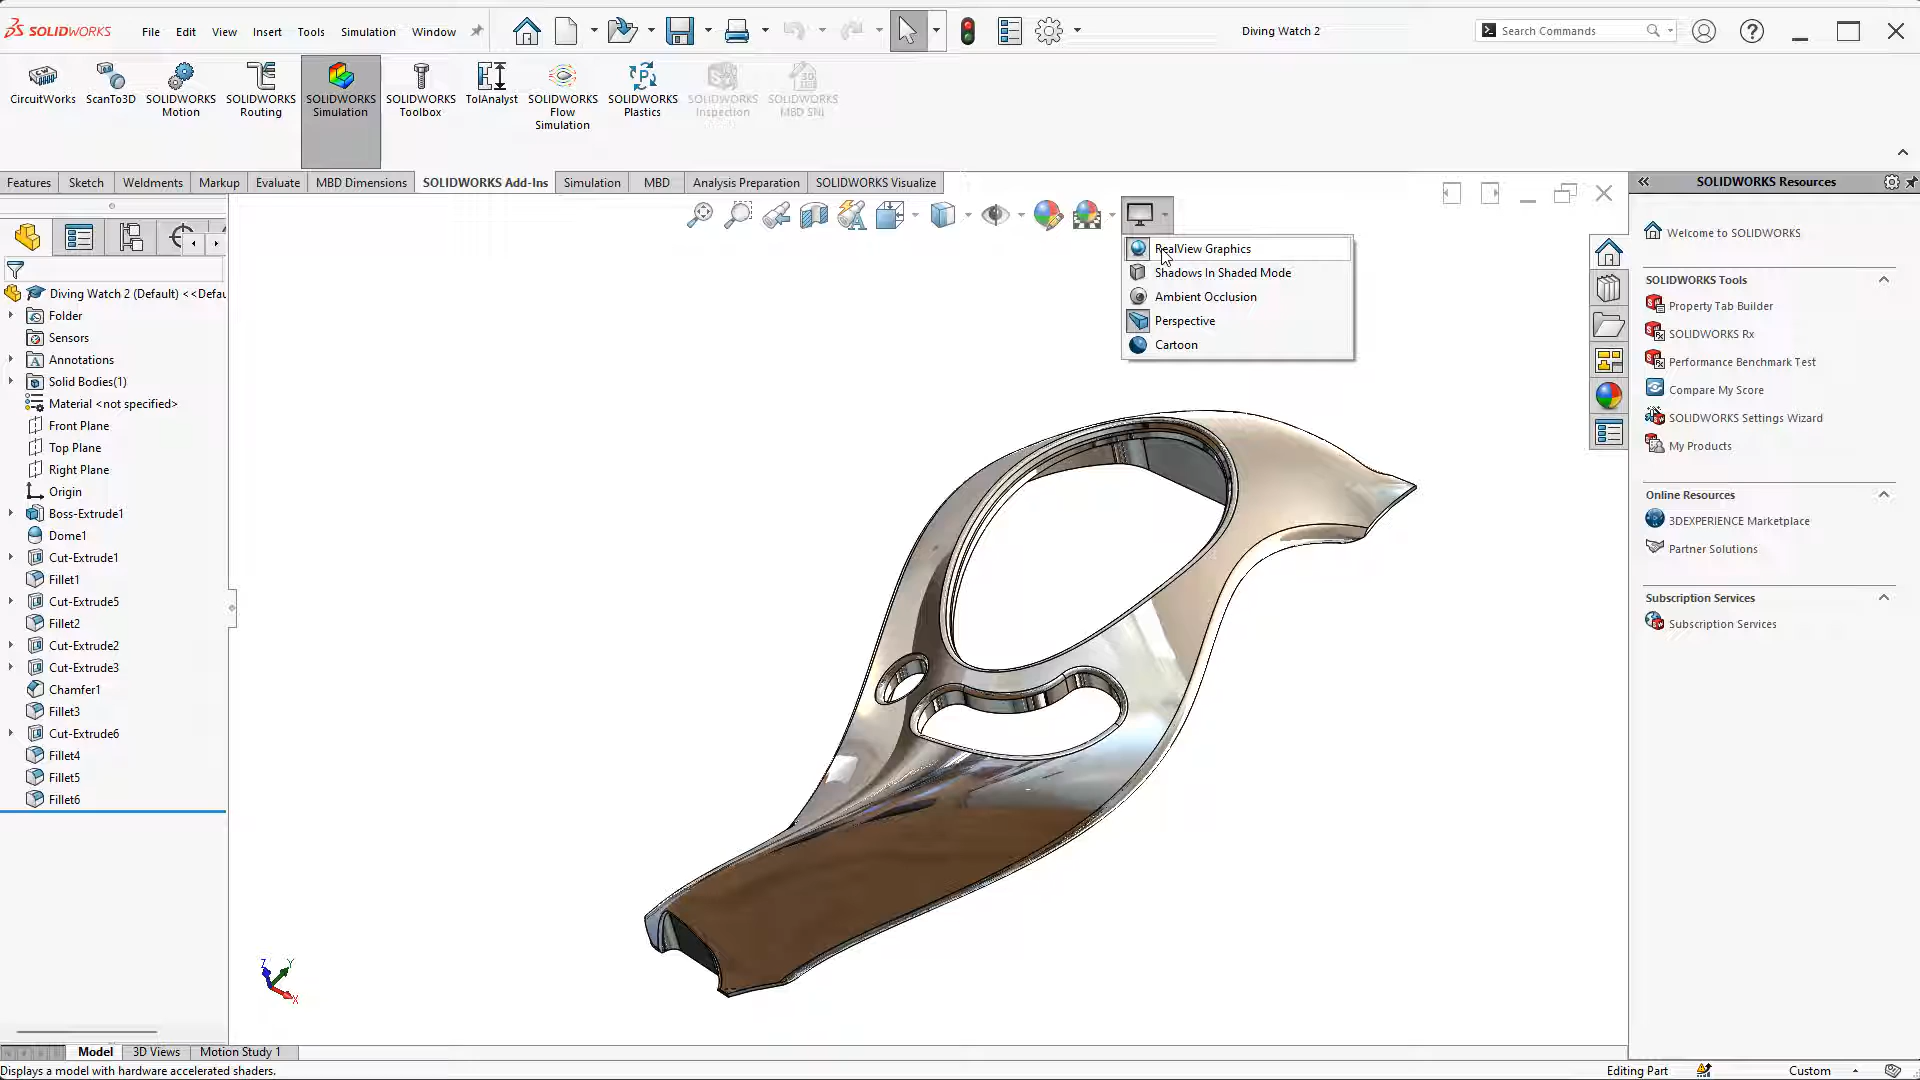 SOLIDWORKS
File Edit View Insert Tools Simulation Window
Diving Watch 2
Search Commands
CircuitWorks
ScanTo3D
SOLIDWORKS
Motion
SOLIDWORKS
Routing
SOLIDWORKS
Simulation
SOLIDWORKS
Toolbox
TolAnalyst
SOLIDWORKS
Flow
Simulation
SOLIDWORKS
Plastics
SOLIDWORKS
Inspection
SOLIDWORKS
MBD SNL
Features Sketch Weldments Markup Evaluate MBD Dimensions SOLIDWORKS Add-Ins Simulation MBD Analysis Preparation SOLIDWORKS Visualize
Diving Watch 2 (Default) <<Defau
Folder
Sensors
Annotations
Solid Bodies(1)
Material <not specified>
Front Plane
Top Plane
Right Plane
Origin
Boss-Extrude1
Dome1
Cut-Extrude1
Fillet1
Cut-Extrude5
Fillet2
Cut-Extrude2
Cut-Extrude3
Chamfer1
Fillet3
Cut-Extrude6
Fillet4
Fillet5
Fillet6
RealView Graphics
Shadows In Shaded Mode
Ambient Occlusion
Perspective
Cartoon
Z
Y
X
SOLIDWORKS Resources
Welcome to SOLIDWORKS
SOLIDWORKS Tools
Property Tab Builder
SOLIDWORKS Rx
Performance Benchmark Test
Compare My Score
SOLIDWORKS Settings Wizard
My Products
Online Resources
3DEXPERIENCE Marketplace
Partner Solutions
Subscription Services
Subscription Services
Model 3D Views Motion Study 1
Displays a model with hardware accelerated shaders.
Editing Part
Custom